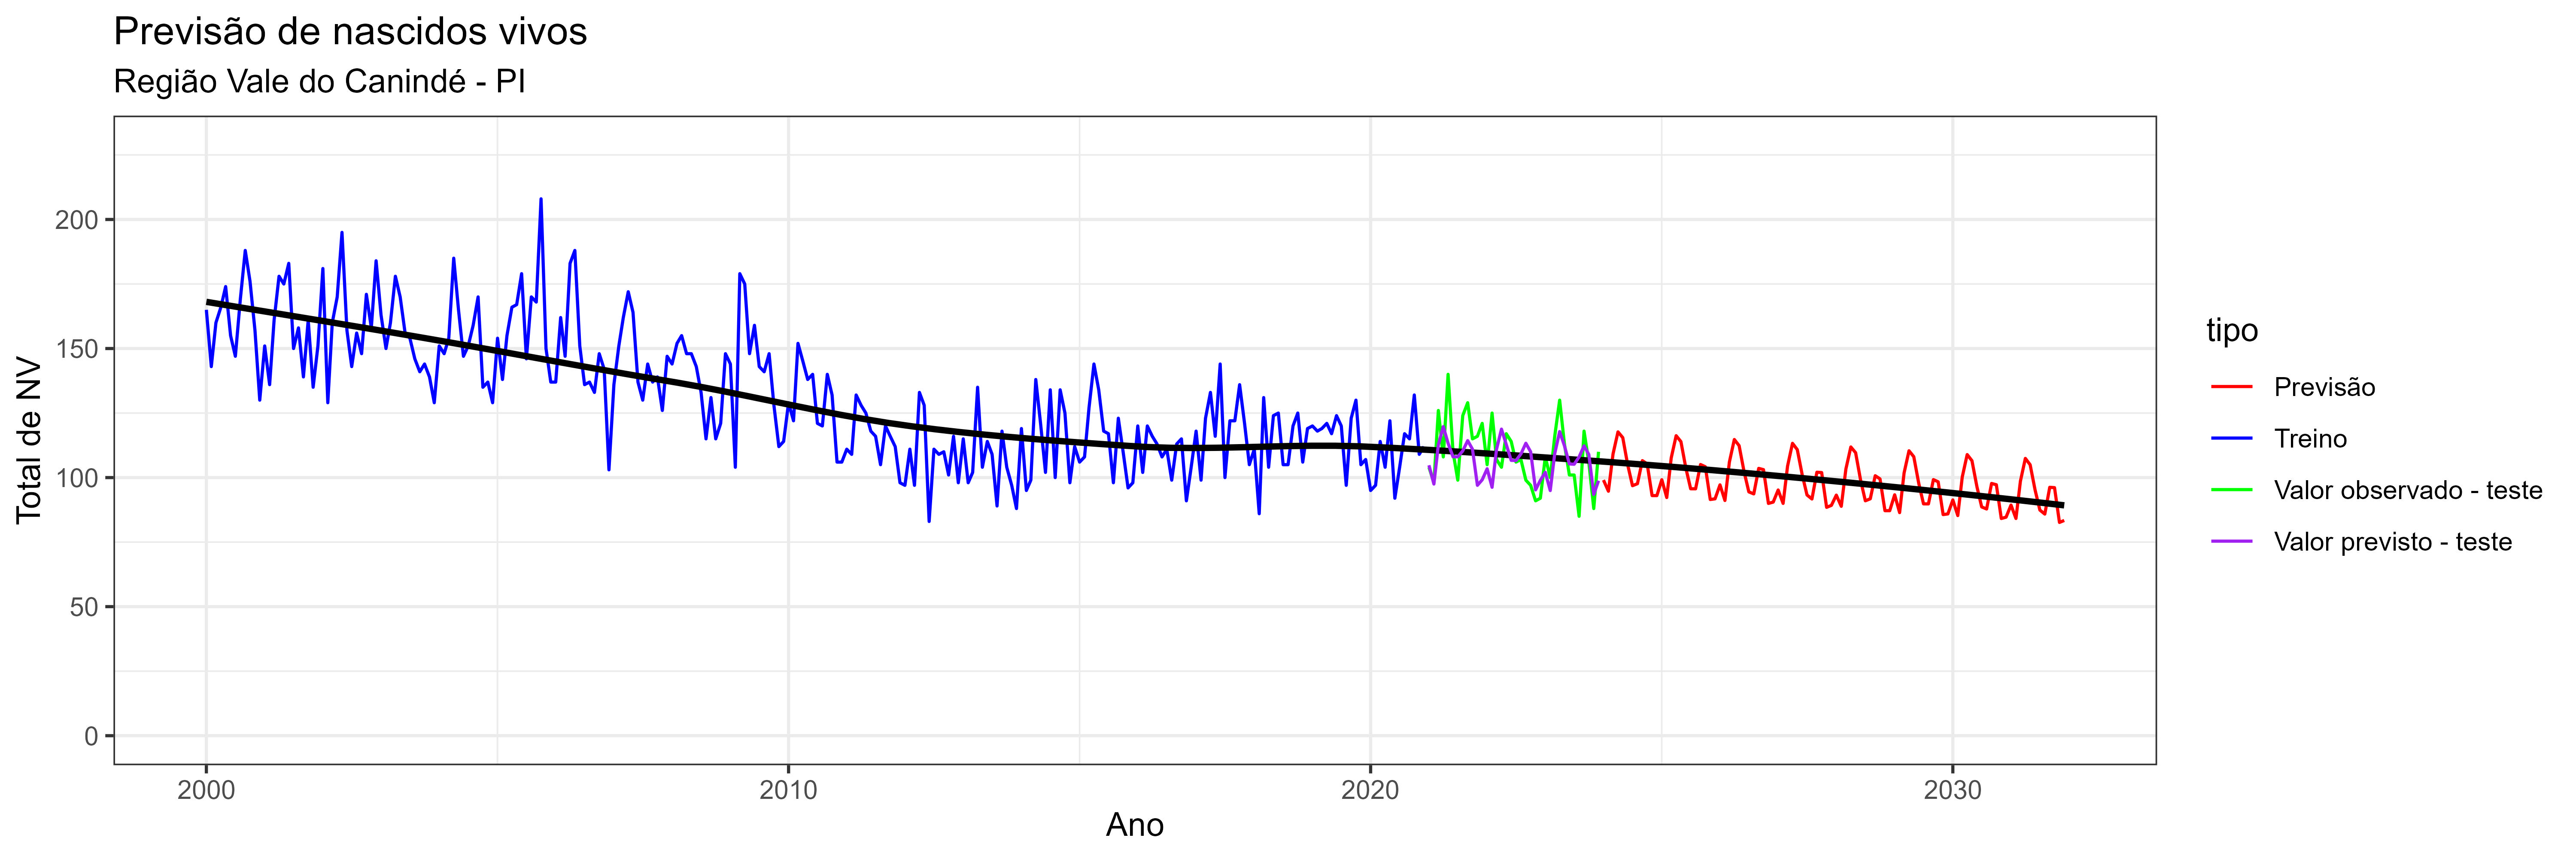 Previsão de nascidos vivos
Região Vale do Canindé - PI
Total de NV
200
150
100
50
0
2000
2010
2020
2030
Ano
tipo
Previsão
Treino
Valor observado - teste
Valor previsto - teste